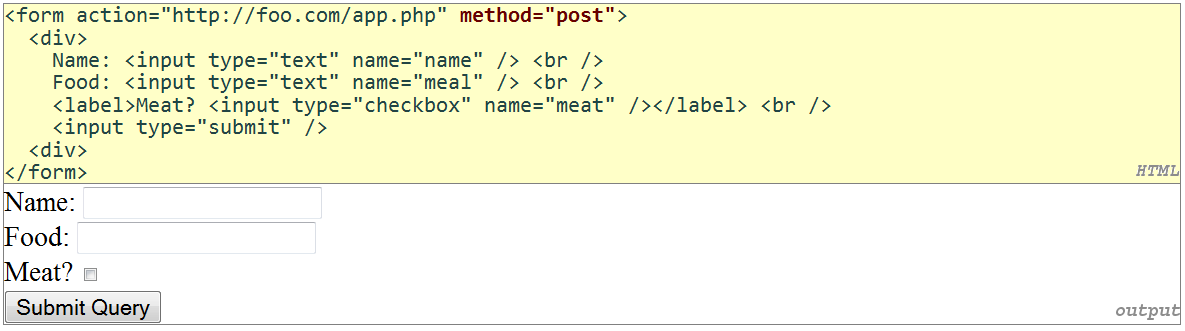 <form action="http://foo.com/app.php" method="post">
  <div>
    Name: <input type="text" name="name" /> <br />
    Food: <input type="text" name="meal" /> <br />
    <label>Meat? <input type="checkbox" name="meat" /></label> <br />
    <input type="submit" />
  <div>
</form>
HTML
Name:
Food:
Meat?
Submit Query
output